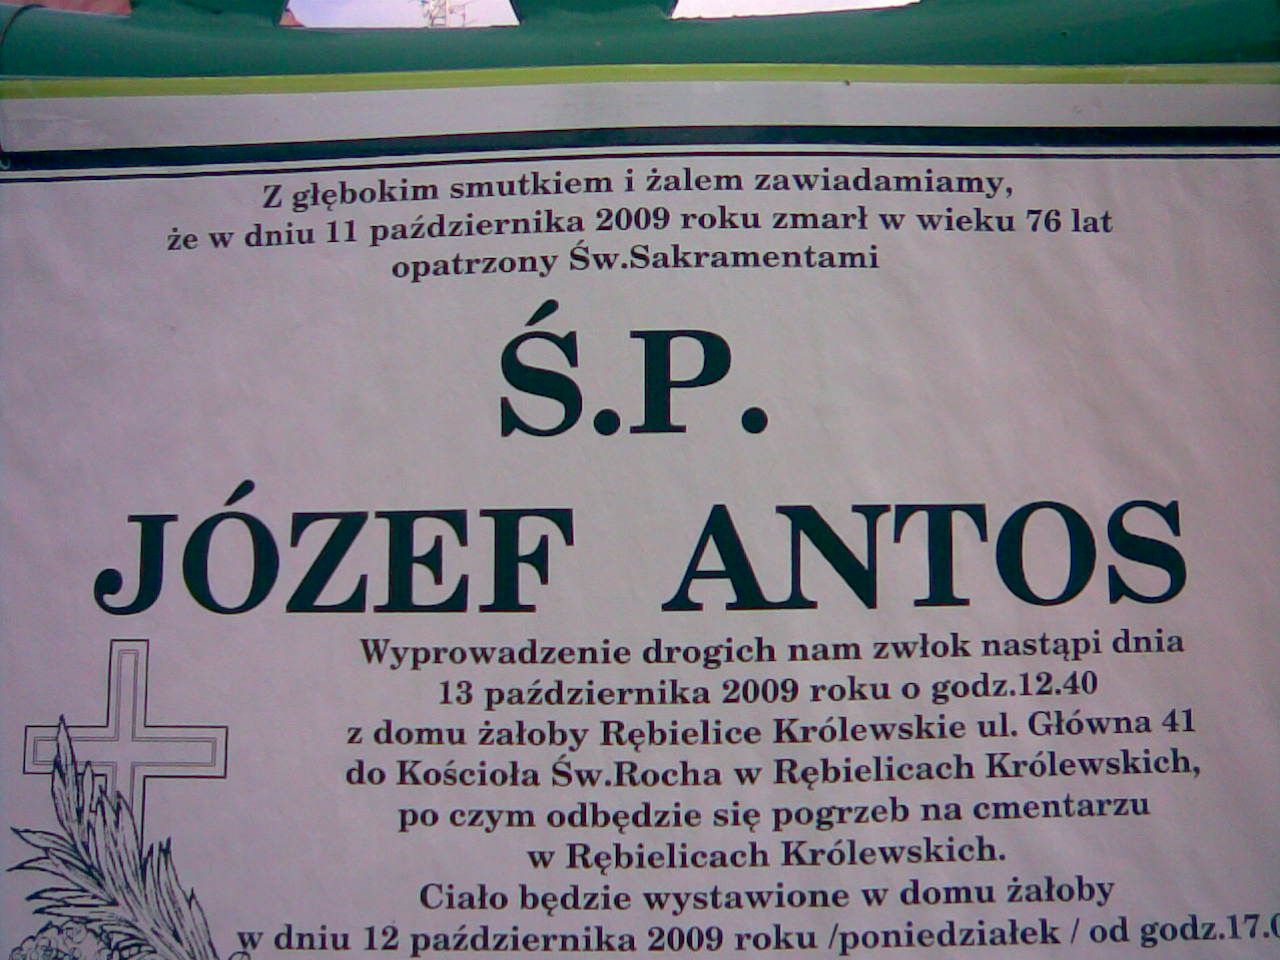 Z głębokim smutkiem i żalem zawiadamiamy,
że w dniu 11 października 2009 roku zmarł w wieku 76 lat
opatrzony Św.Sakramentami
Ś.P.
JÓZEF ANTOS
Wyprowadzenie drogich nam zwłok nastąpi dnia
13 października 2009 roku o godz.12.40
z domu żałoby Rębielice Królewskie ul. Główna 41
do Kościoła Św.Rocha w Rębielicach Królewskich,
po czym odbędzie się pogrzeb na cmentarzu
w Rębielicach Królewskich.
Ciało będzie wystawione w domu żałoby
w dniu 12 października 2009 roku /poniedziałek / od godz.17.0